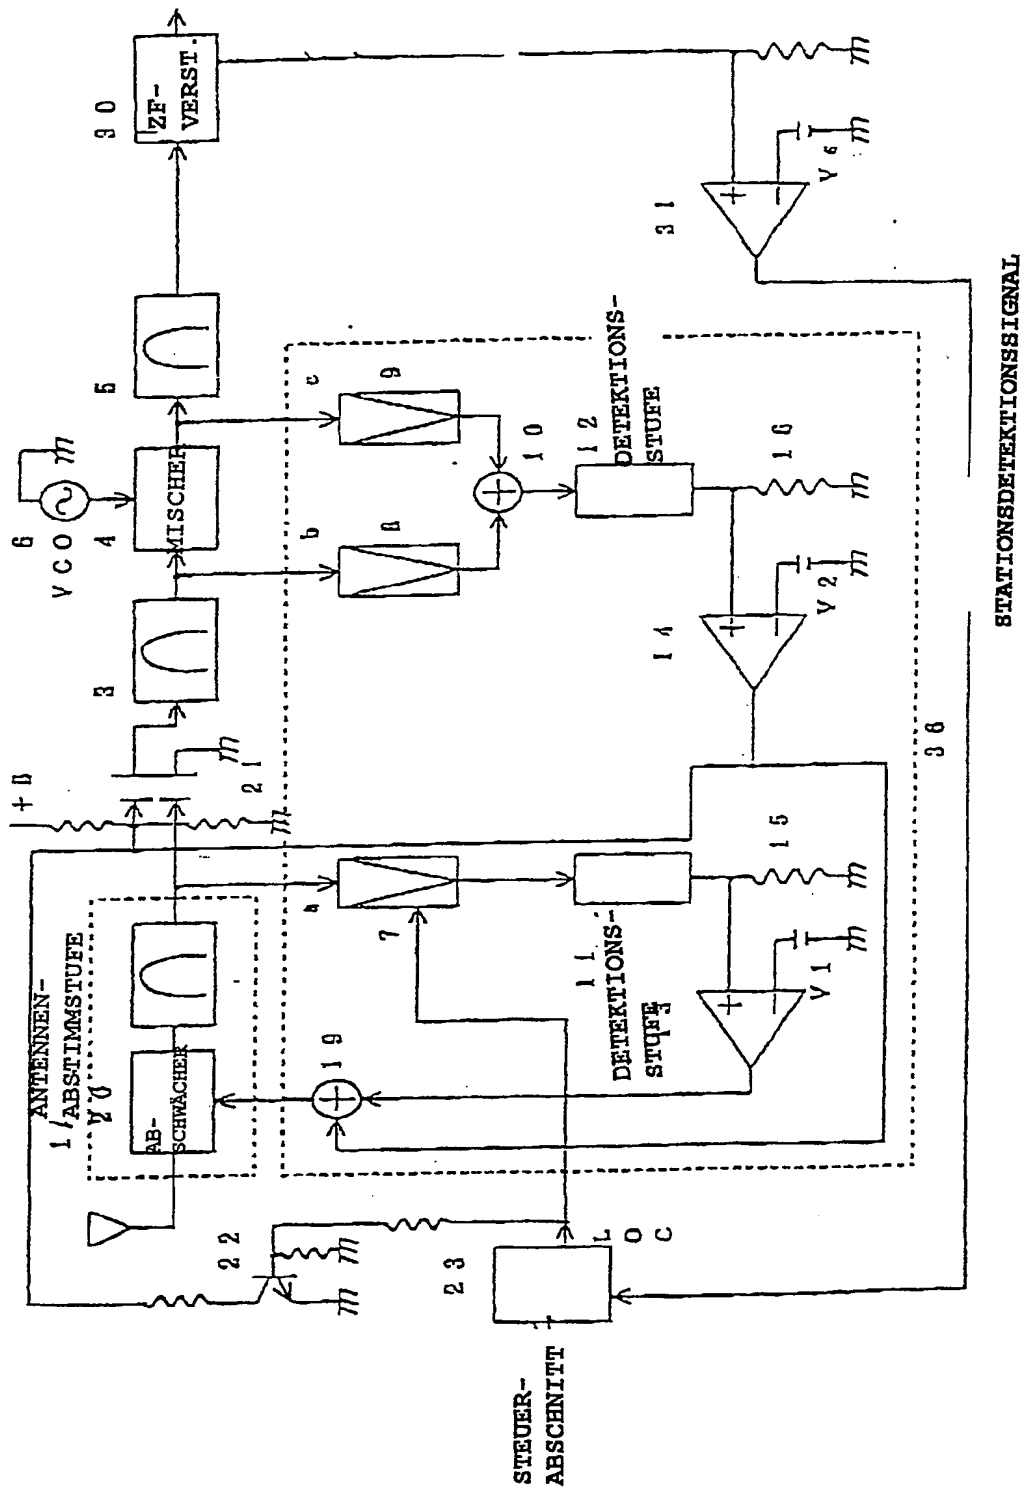 +B
6
VCO
ANTENNEN-
ABSTIMMSTUFE
1
20
3
4
5
30
AB-
SCHWÄCHER
MISCHER
ZF-
VERST.
22
21
a
b
c
7
8
9
19
10
23
LOC
11
DETEKTIONS-
STUFE
12
DETEKTIONS-
STUFE
STEUER-
ABSCHNITT
15
16
14
31
+
−
V1
+
−
V2
+
−
V6
36
STATIONSDETEKTIONSSIGNAL